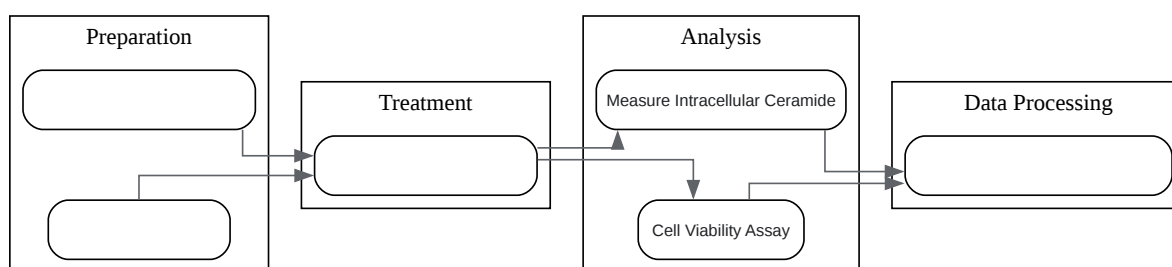 Preparation
Treatment
Analysis
Measure Intracellular Ceramide
Cell Viability Assay
Data Processing